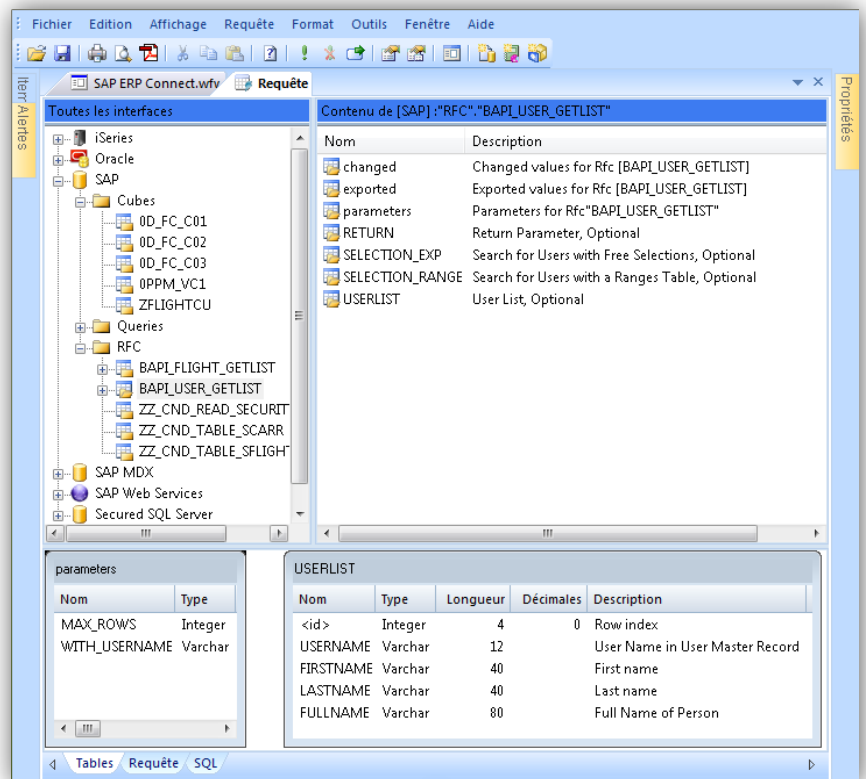 Fichier Edition Affichage Requête Format Outils Fenêtre Aide
Item
Alertes
SAP ERP Connect.wfv
Requête
Propriétés
Toutes les interfaces
iSeries
Oracle
SAP
Cubes
0D_FC_C01
0D_FC_C02
0D_FC_C03
0PPM_VC1
ZFLIGHTCU
Queries
RFC
BAPI_FLIGHT_GETLIST
BAPI_USER_GETLIST
ZZ_CND_READ_SECURIT
ZZ_CND_TABLE_SCARR
ZZ_CND_TABLE_SFLIGHT
SAP MDX
SAP Web Services
Secured SQL Server
Contenu de [SAP] :"RFC"."BAPI_USER_GETLIST"
Nom Description
changed Changed values for Rfc [BAPI_USER_GETLIST]
exported Exported values for Rfc [BAPI_USER_GETLIST]
parameters Parameters for Rfc"BAPI_USER_GETLIST"
RETURN Return Parameter, Optional
SELECTION_EXP Search for Users with Free Selections, Optional
SELECTION_RANGE Search for Users with a Ranges Table, Optional
USERLIST User List, Optional
parameters
Nom Type
MAX_ROWS Integer
WITH_USERNAME Varchar
USERLIST
Nom Type Longueur Décimales Description
<id> Integer 4 0 Row index
USERNAME Varchar 12 User Name in User Master Record
FIRSTNAME Varchar 40 First name
LASTNAME Varchar 40 Last name
FULLNAME Varchar 80 Full Name of Person
Tables Requête SQL